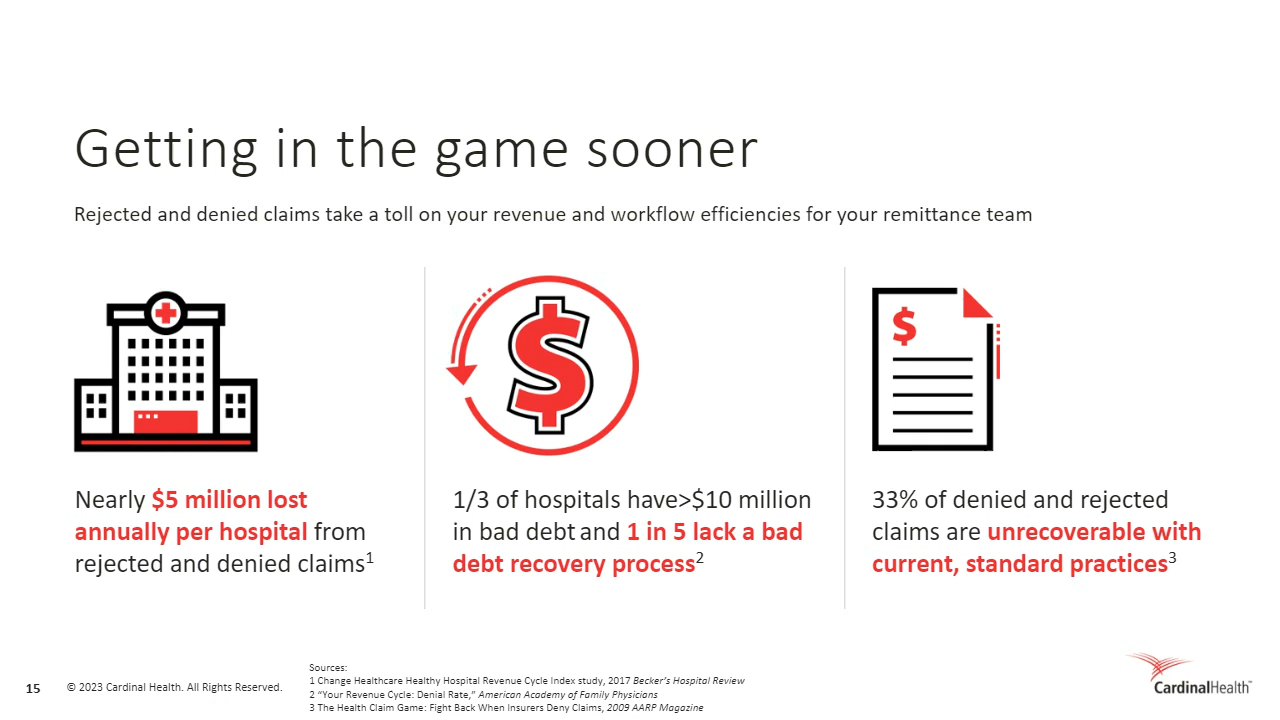 Getting in the game sooner
Rejected and denied claims take a toll on your revenue and workflow efficiencies for your remittance team
Nearly $5 million lost
annually per hospital from
rejected and denied claims1
1/3 of hospitals have>$10 million
in bad debt and 1 in 5 lack a bad
debt recovery process2
33% of denied and rejected
claims are unrecoverable with
current, standard practices3
15
© 2023 Cardinal Health. All Rights Reserved.
Sources:
1 Change Healthcare Healthy Hospital Revenue Cycle Index study, 2017 Becker's Hospital Review
2 “Your Revenue Cycle: Denial Rate,” American Academy of Family Physicians
3 The Health Claim Game: Fight Back When Insurers Deny Claims, 2009 AARP Magazine
CardinalHealth™